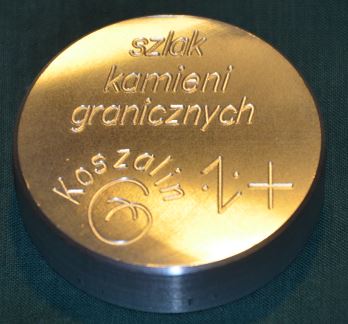 szlak
kamieni
granicznych
Koszalin